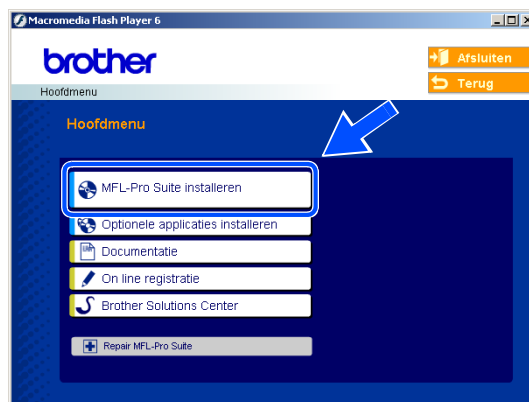 Macromedia Flash Player 6
brother
Afsluiten
Terug
Hoofdmenu
Hoofdmenu
MFL-Pro Suite installeren
Optionele applicaties installeren
Documentatie
On line registratie
Brother Solutions Center
Repair MFL-Pro Suite